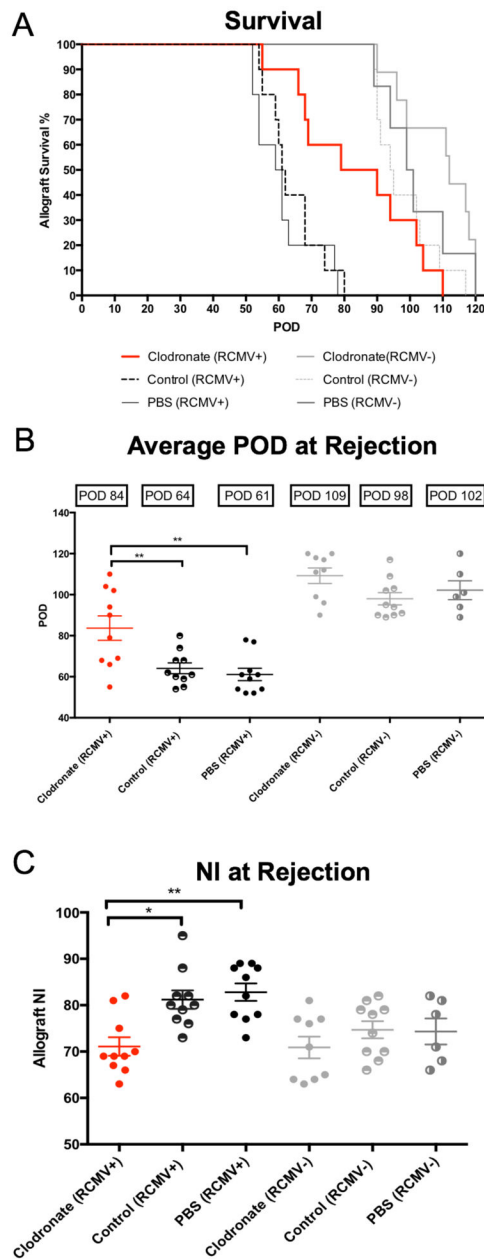 A
Survival
Allograft Survival %
100
90
80
70
60
50
40
30
20
10
0
0 10 20 30 40 50 60 70 80 90 100 110 120
POD
Clodronate (RCMV+)
Clodronate(RCMV-)
Control (RCMV+)
Control (RCMV-)
PBS (RCMV+)
PBS (RCMV-)
B
Average POD at Rejection
POD 84 POD 64 POD 61 POD 109 POD 98 POD 102
POD
140
120
100
80
60
40
**
**
Clodronate (RCMV+)
Control (RCMV+)
PBS (RCMV+)
Clodronate (RCMV-)
Control (RCMV-)
PBS (RCMV-)
C
NI at Rejection
Allograft NI
100
90
80
70
60
50
**
*
Clodronate (RCMV+)
Control (RCMV+)
PBS (RCMV+)
Clodronate (RCMV-)
Control (RCMV-)
PBS (RCMV-)